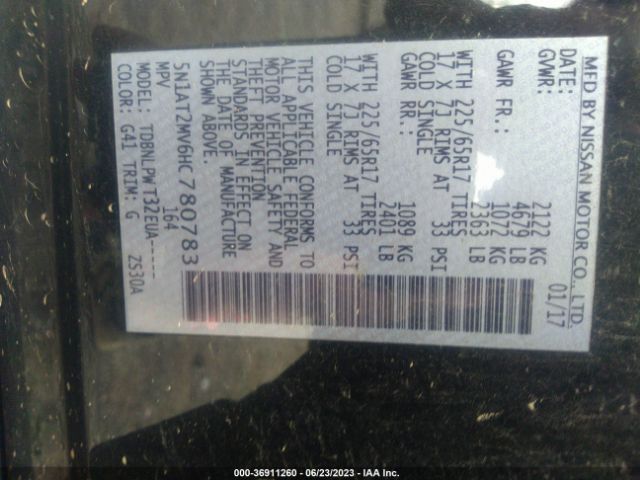 MFD BY NISSAN MOTOR CO., LTD.
DATE: 01/17
GVWR: 2122 KG
4679 LB
GAWR FR.: 1072 KG
2363 LB
WITH 225/65R17 TIRES
17 X 7J RIMS AT 33 PSI
COLD SINGLE
GAWR RR.: 1089 KG
2401 LB
WITH 225/65R17 TIRES
17 X 7J RIMS AT 33 PSI
COLD SINGLE
THIS VEHICLE CONFORMS TO
ALL APPLICABLE FEDERAL
MOTOR VEHICLE SAFETY AND
THEFT PREVENTION
STANDARDS IN EFFECT ON
THE DATE OF MANUFACTURE
SHOWN ABOVE.
5N1AT2MV6HC780783
MPV 164
MODEL: TDBNLPWT32EUA-----
COLOR: G41 TRIM: G ZS30A
000-36911260 - 06/23/2023 - IAA Inc.